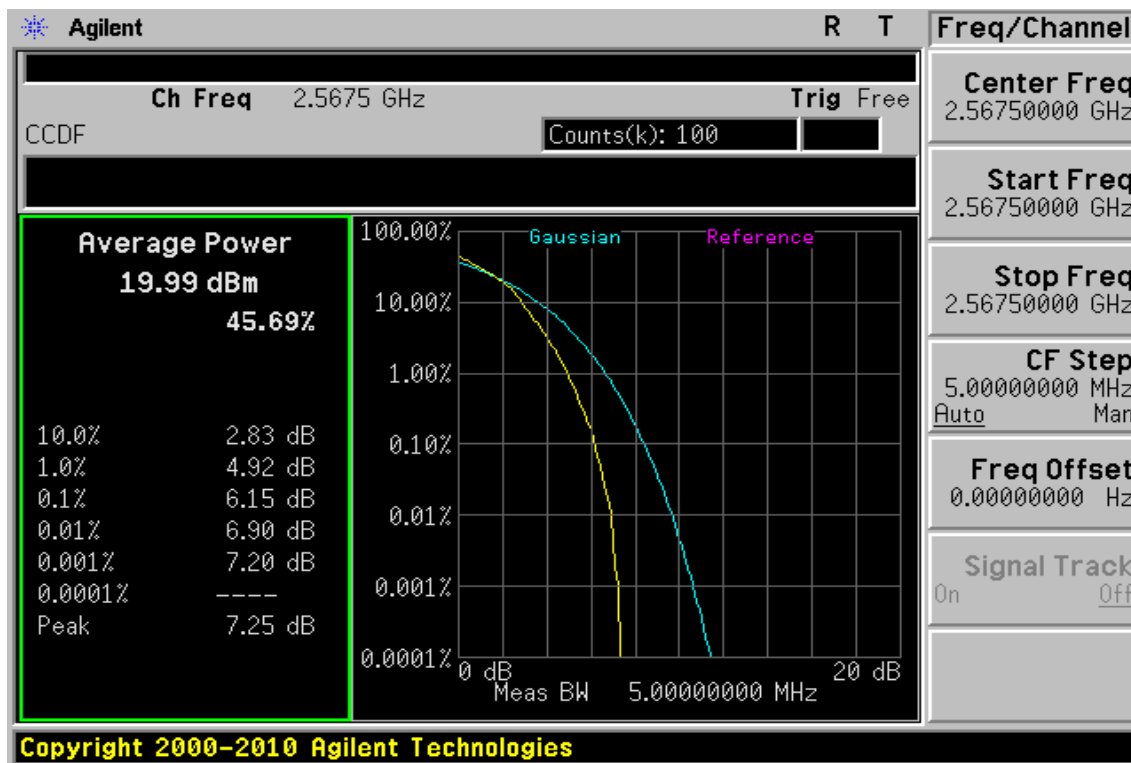 Agilent R T
Ch Freq 2.5675 GHz Trig Free
CCDF Counts(k): 100
Average Power
19.99 dBm
45.69%
10.0% 2.83 dB
1.0% 4.92 dB
0.1% 6.15 dB
0.01% 6.90 dB
0.001% 7.20 dB
0.0001% ----
Peak 7.25 dB
Gaussian Reference
100.00%
10.00%
1.00%
0.10%
0.01%
0.001%
0.0001%
0 dB 20 dB
Meas BW 5.00000000 MHz
Freq/Channel
Center Freq
2.56750000 GHz
Start Freq
2.56750000 GHz
Stop Freq
2.56750000 GHz
CF Step
5.00000000 MHz
Auto Man
Freq Offset
0.00000000 Hz
Signal Track
On Off
Copyright 2000-2010 Agilent Technologies